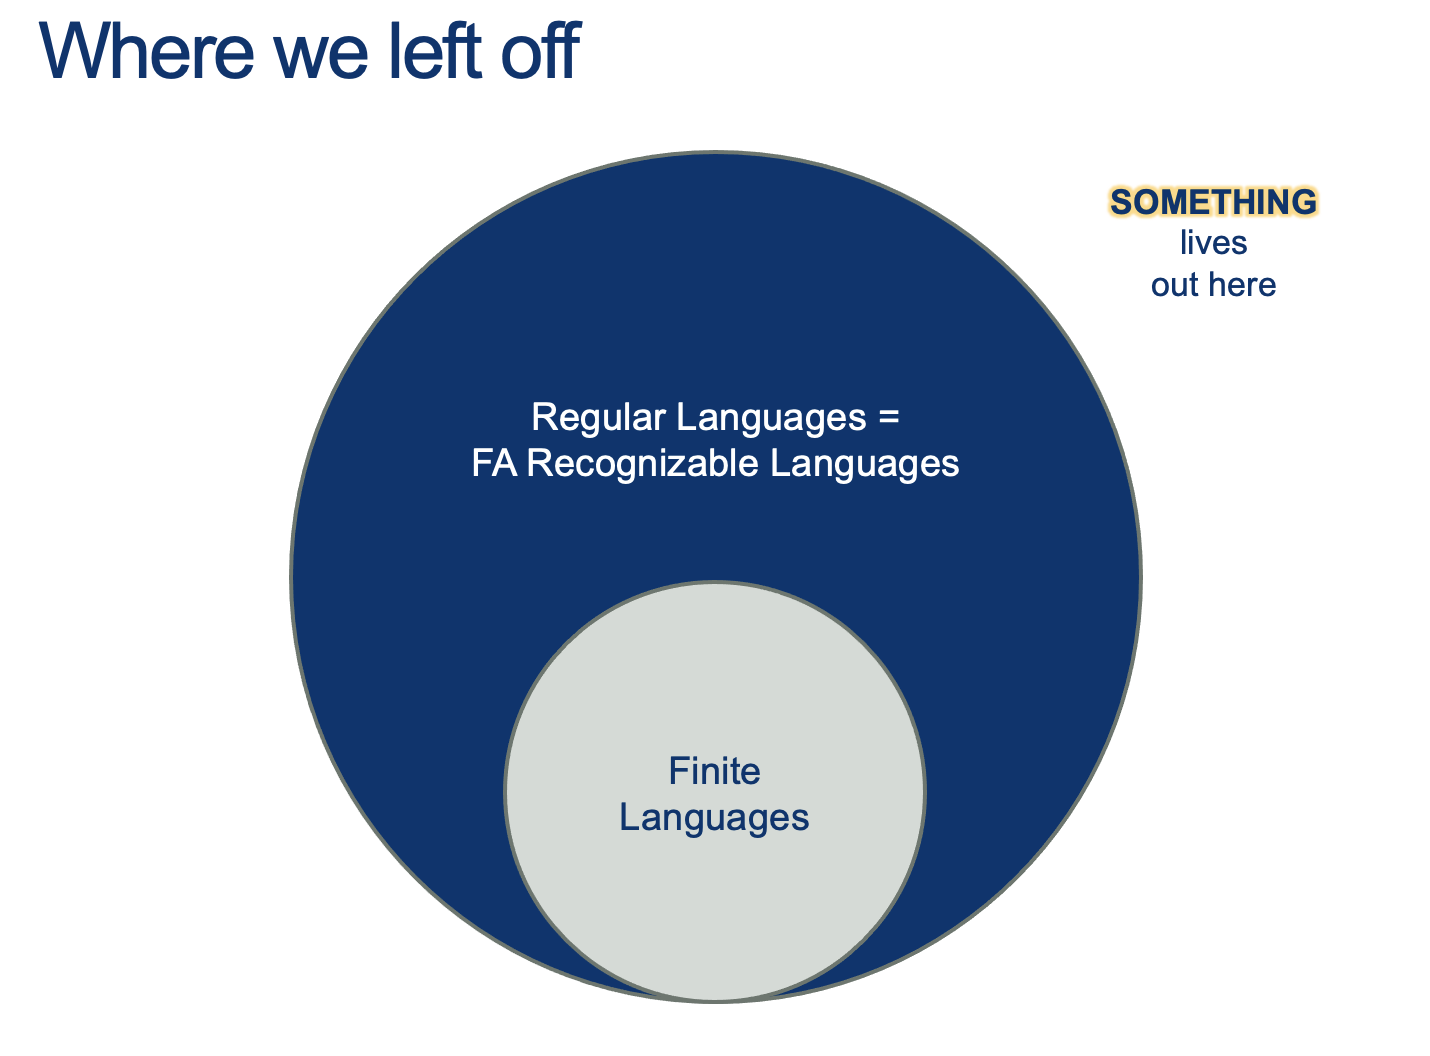 Where we left off
SOMETHING
lives
out here
Regular Languages =
FA Recognizable Languages
Finite
Languages